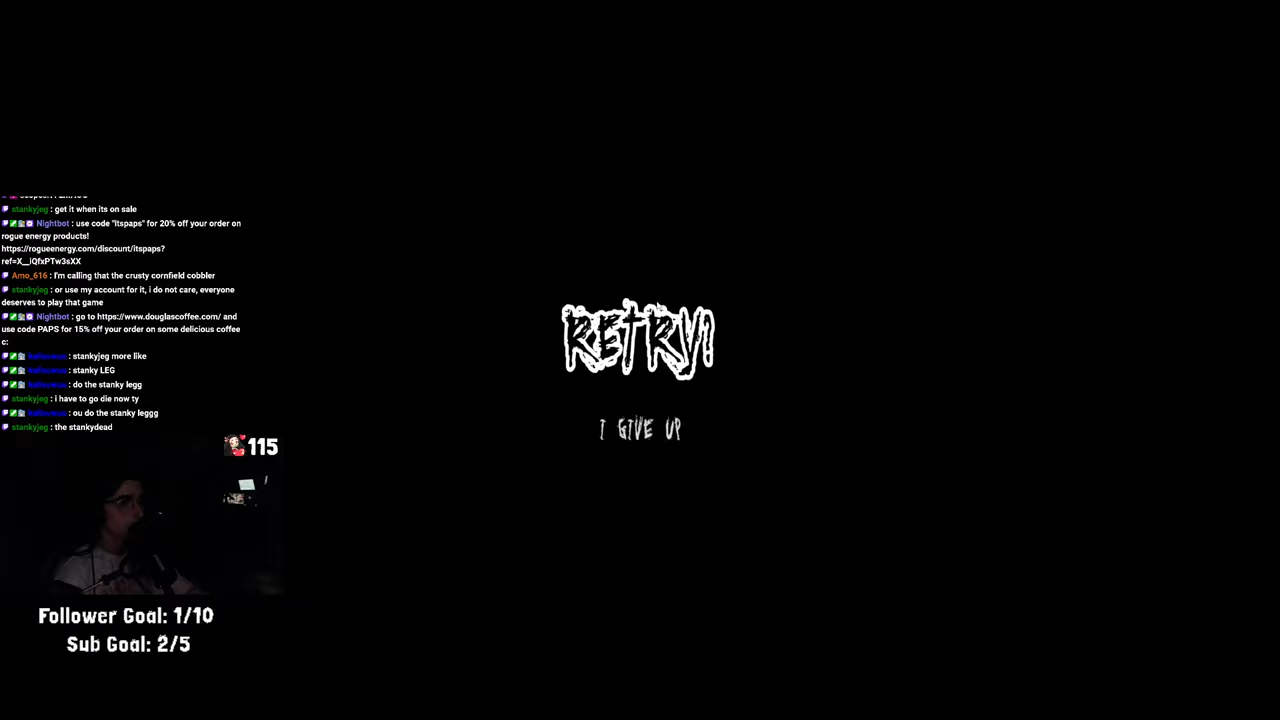 stankyjeg : get it when its on sale
Nightbot : use code "itspaps" for 20% off your order on
rogue energy products!
https://rogueenergy.com/discount/itspaps?
Amo_616 : I'm calling that the crusty cornfield cobbler
stankyjeg : or use my account for it, i do not care, everyone
deserves to play that game
Nightbot : go to https://www.douglascoffee.com/ and
use code PAPS for 15% off your order on some delicious coffee
c:
: stankyjeg more like
: stanky LEG
: do the stanky legg
stankyjeg : i have to go die now ty
: ou do the stanky leggg
stankyjeg : the stankydead
115
RETRY!
I GIVE UP
Follower Goal: 1/10
Sub Goal: 2/5